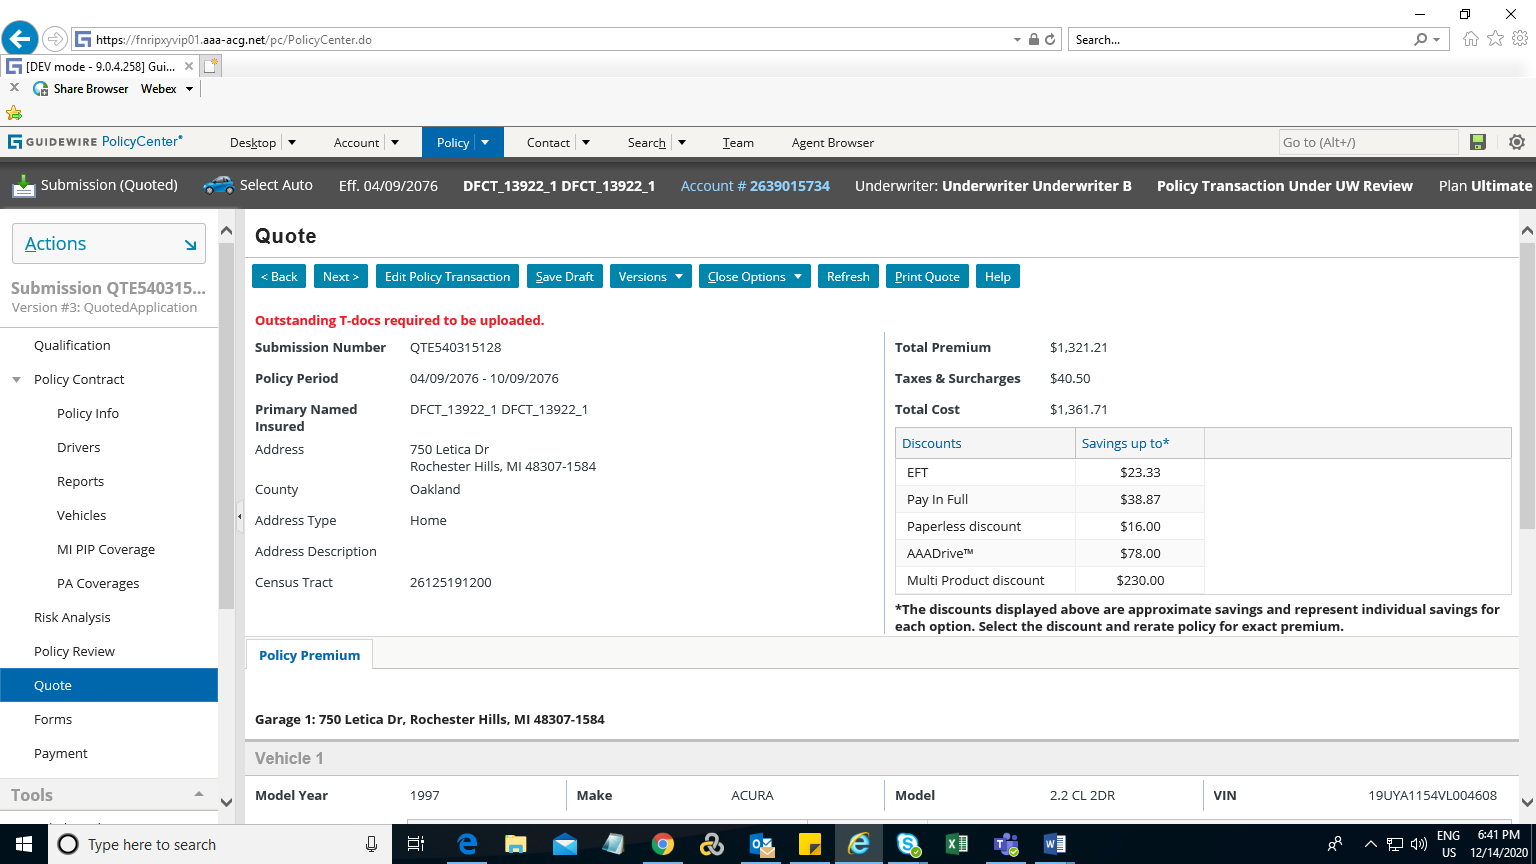 https://fnripxyvip01.aaa-acg.net/pc/PolicyCenter.do
Search...
[DEV mode - 9.0.4.258] Gui...
x Share Browser Webex
GUIDEWIRE PolicyCenter®
Desktop Account Policy Contact Search Team Agent Browser
Go to (Alt+/)
Submission (Quoted) Select Auto Eff. 04/09/2076 DFCT_13922_1 DFCT_13922_1 Account # 2639015734 Underwriter: Underwriter Underwriter B Policy Transaction Under UW Review Plan Ultimate
Actions
Submission QTE540315...
Version #3: QuotedApplication
Qualification
Policy Contract
Policy Info
Drivers
Reports
Vehicles
MI PIP Coverage
PA Coverages
Risk Analysis
Policy Review
Quote
Forms
Payment
Tools
Quote
< Back Next > Edit Policy Transaction Save Draft Versions Close Options Refresh Print Quote Help
Outstanding T-docs required to be uploaded.
Submission Number QTE540315128
Policy Period 04/09/2076 - 10/09/2076
Primary Named Insured DFCT_13922_1 DFCT_13922_1
Address 750 Letica Dr
Rochester Hills, MI 48307-1584
County Oakland
Address Type Home
Address Description
Census Tract 26125191200
Total Premium $1,321.21
Taxes & Surcharges $40.50
Total Cost $1,361.71
Discounts Savings up to*
EFT $23.33
Pay In Full $38.87
Paperless discount $16.00
AAADrive™ $78.00
Multi Product discount $230.00
*The discounts displayed above are approximate savings and represent individual savings for
each option. Select the discount and rerate policy for exact premium.
Policy Premium
Garage 1: 750 Letica Dr, Rochester Hills, MI 48307-1584
Vehicle 1
Model Year 1997 Make ACURA Model 2.2 CL 2DR VIN 19UYA1154VL004608
Type here to search
ENG
US
6:41 PM
12/14/2020